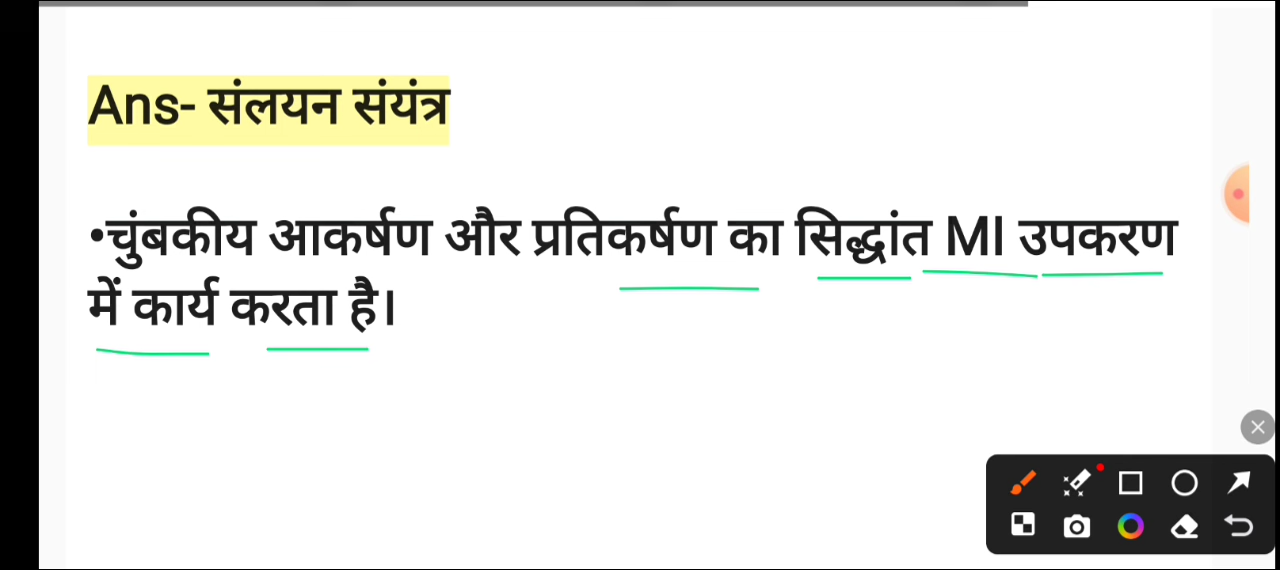 Ans- संलयन संयंत्र
•चुंबकीय आकर्षण और प्रतिकर्षण का सिद्धांत MI उपकरण
में कार्य करता है।